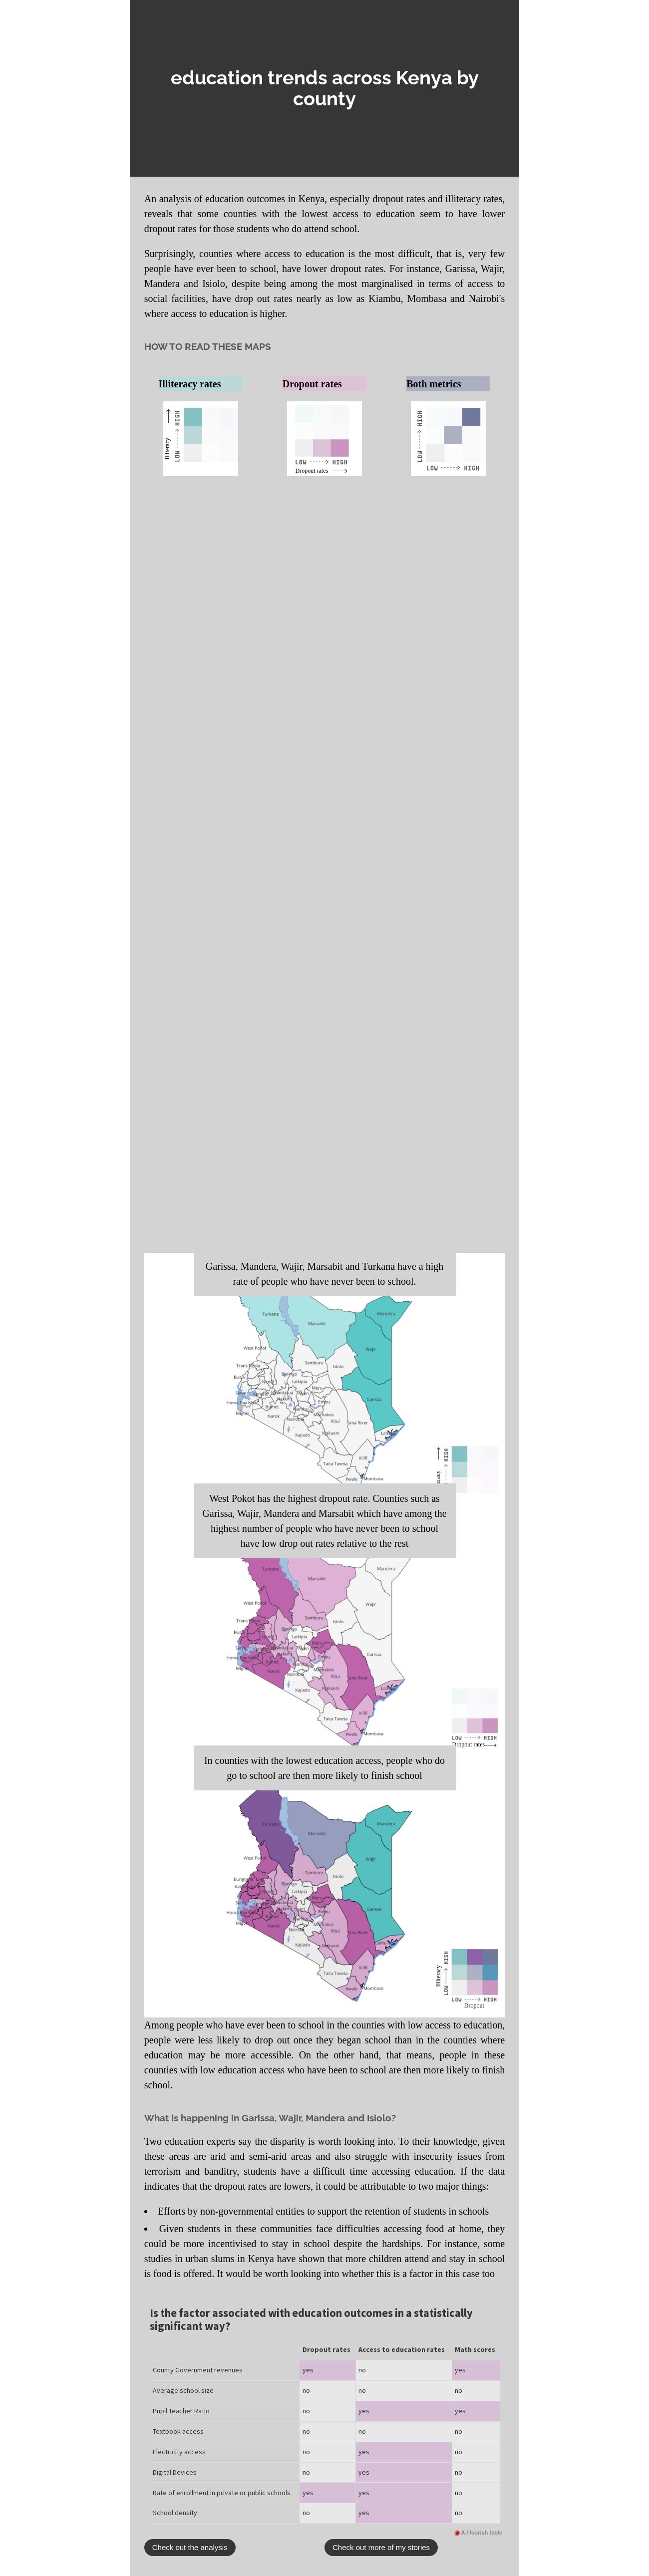 education trends across Kenya by
county
An analysis of education outcomes in Kenya, especially dropout rates and illiteracy rates,
reveals that some counties with the lowest access to education seem to have lower
dropout rates for those students who do attend school.
Surprisingly, counties where access to education is the most difficult, that is, very few
people have ever been to school, have lower dropout rates. For instance, Garissa, Wajir,
Mandera and Isiolo, despite being among the most marginalised in terms of access to
social facilities, have drop out rates nearly as low as Kiambu, Mombasa and Nairobi's
where access to education is higher.
HOW TO READ THESE MAPS
Illiteracy rates
Dropout rates
Both metrics
Illiteracy
LOW HIGH
LOW HIGH
Dropout rates
LOW HIGH
LOW HIGH
Garissa, Mandera, Wajir, Marsabit and Turkana have a high
rate of people who have never been to school.
Turkana
Marsabit
Mandera
Wajir
West Pokot
Samburu
Isiolo
Baringo
Laikipia
Meru
Garissa
Kitui
Tana River
Narok
Kajiado
Makueni
Machakos
Taita Taveta
Kilifi
Kwale
Mombasa
HIGH
West Pokot has the highest dropout rate. Counties such as
Garissa, Wajir, Mandera and Marsabit which have among the
highest number of people who have never been to school
have low drop out rates relative to the rest
Turkana
Marsabit
Mandera
Wajir
West Pokot
Samburu
Isiolo
Baringo
Laikipia
Meru
Garissa
Kitui
Tana River
Narok
Kajiado
Makueni
Machakos
Taita Taveta
Kilifi
Kwale
Mombasa
LOW HIGH
Dropout rates
In counties with the lowest education access, people who do
go to school are then more likely to finish school
Turkana
Marsabit
Mandera
Wajir
West Pokot
Samburu
Isiolo
Baringo
Laikipia
Garissa
Kitui
Tana River
Narok
Kajiado
Makueni
Machakos
Lamu
Taita Taveta
Kilifi
Kwale
Mombasa
Illiteracy
LOW HIGH
LOW HIGH
Dropout
Among people who have ever been to school in the counties with low access to education,
people were less likely to drop out once they began school than in the counties where
education may be more accessible. On the other hand, that means, people in these
counties with low education access who have been to school are then more likely to finish
school.
What is happening in Garissa, Wajir, Mandera and Isiolo?
Two education experts say the disparity is worth looking into. To their knowledge, given
these areas are arid and semi-arid areas and also struggle with insecurity issues from
terrorism and banditry, students have a difficult time accessing education. If the data
indicates that the dropout rates are lowers, it could be attributable to two major things:
• Efforts by non-governmental entities to support the retention of students in schools
• Given students in these communities face difficulties accessing food at home, they
could be more incentivised to stay in school despite the hardships. For instance, some
studies in urban slums in Kenya have shown that more children attend and stay in school
is food is offered. It would be worth looking into whether this is a factor in this case too
Is the factor associated with education outcomes in a statistically
significant way?
Dropout rates Access to education rates Math scores
County Government revenues yes no yes
Average school size no no no
Pupil Teacher Ratio no yes yes
Textbook access no no no
Electricity access no yes no
Digital Devices no yes no
Rate of enrollment in private or public schools yes yes no
School density no yes no
A Flourish table
Check out the analysis
Check out more of my stories